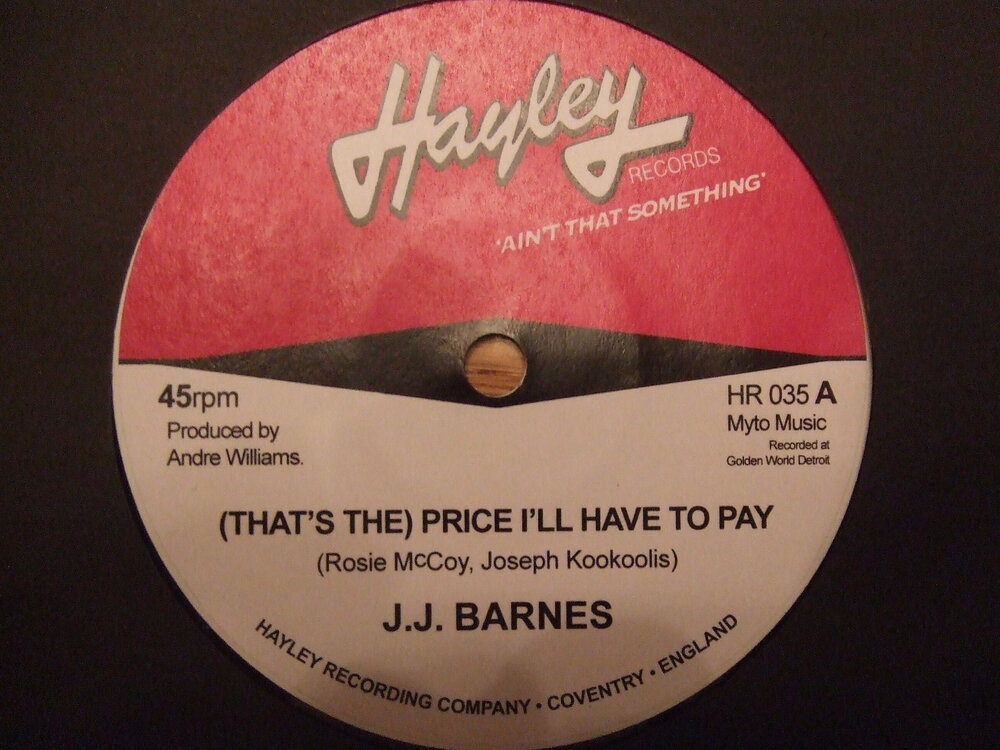 Hayley
RECORDS
'AIN'T THAT SOMETHING'
45rpm
Produced by
Andre Williams.
HR 035 A
Myto Music
Recorded at
Golden World Detroit
(THAT'S THE) PRICE I'LL HAVE TO PAY
(Rosie McCoy, Joseph Kookoolis)
J.J. BARNES
HAYLEY RECORDING COMPANY • COVENTRY • ENGLAND